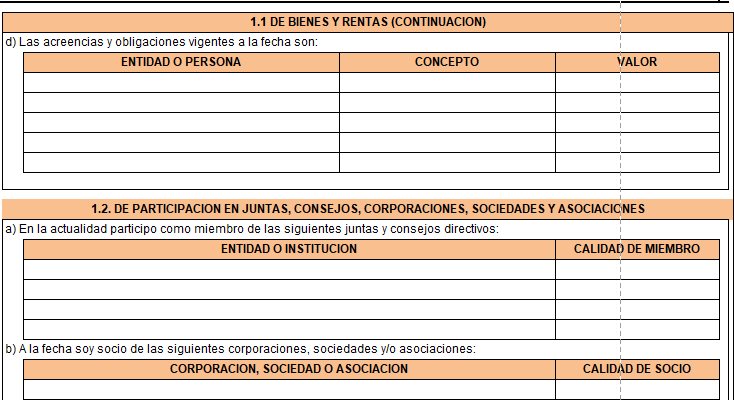 1.1 DE BIENES Y RENTAS (CONTINUACION)
d) Las acreencias y obligaciones vigentes a la fecha son:
ENTIDAD O PERSONA CONCEPTO VALOR
1.2. DE PARTICIPACION EN JUNTAS, CONSEJOS, CORPORACIONES, SOCIEDADES Y ASOCIACIONES
a) En la actualidad participo como miembro de las siguientes juntas y consejos directivos:
ENTIDAD O INSTITUCION CALIDAD DE MIEMBRO
b) A la fecha soy socio de las siguientes corporaciones, sociedades y/o asociaciones:
CORPORACION, SOCIEDAD O ASOCIACION CALIDAD DE SOCIO